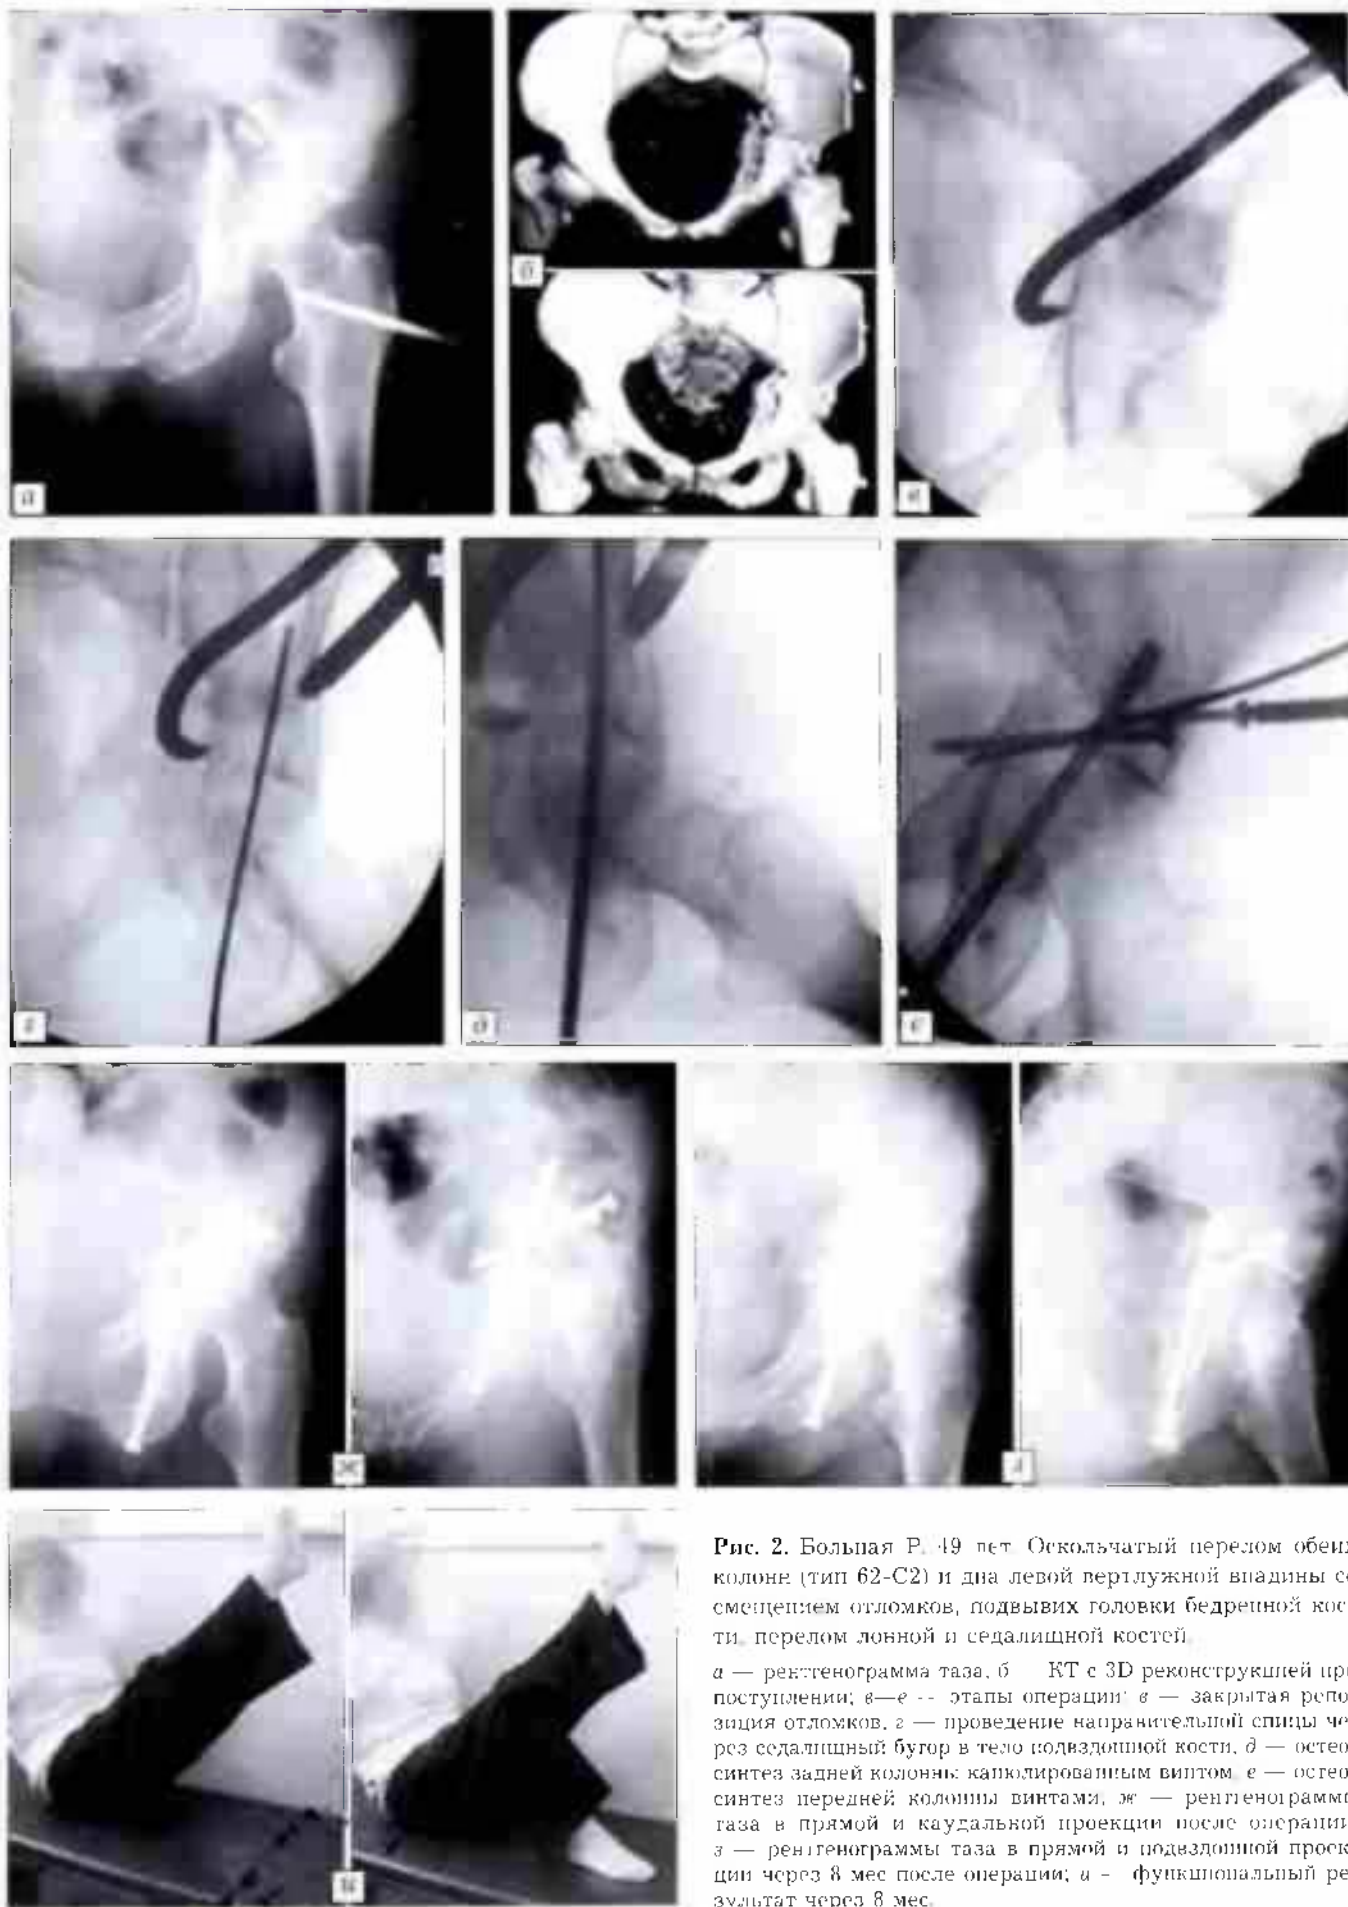 а
б
в
г
д
е
ж
з
и
Рис. 2. Больная Р. 49 лет. Оскольчатый перелом обеих
колонн (тип 62-С2) и дна левой вертлужной впадины со
смещением отломков, подвывих головки бедренной кос-
ти, перелом лонной и седалищной костей.
а — рентгенограмма таза, б — КТ с 3D реконструкцией при
поступлении; в—е -- этапы операции: в — закрытая репо-
зиция отломков, г — проведение направительной спицы че-
рез седалищный бугор в тело подвздошной кости, д — остео-
синтез задней колонны канюлированным винтом, е — остео-
синтез передней колонны винтами, ж — рентгенограммы
таза в прямой и каудальной проекции после операции,
з — рентгенограммы таза в прямой и подвздошной проек-
ции через 8 мес после операции; и - функциональный ре-
зультат через 8 мес.